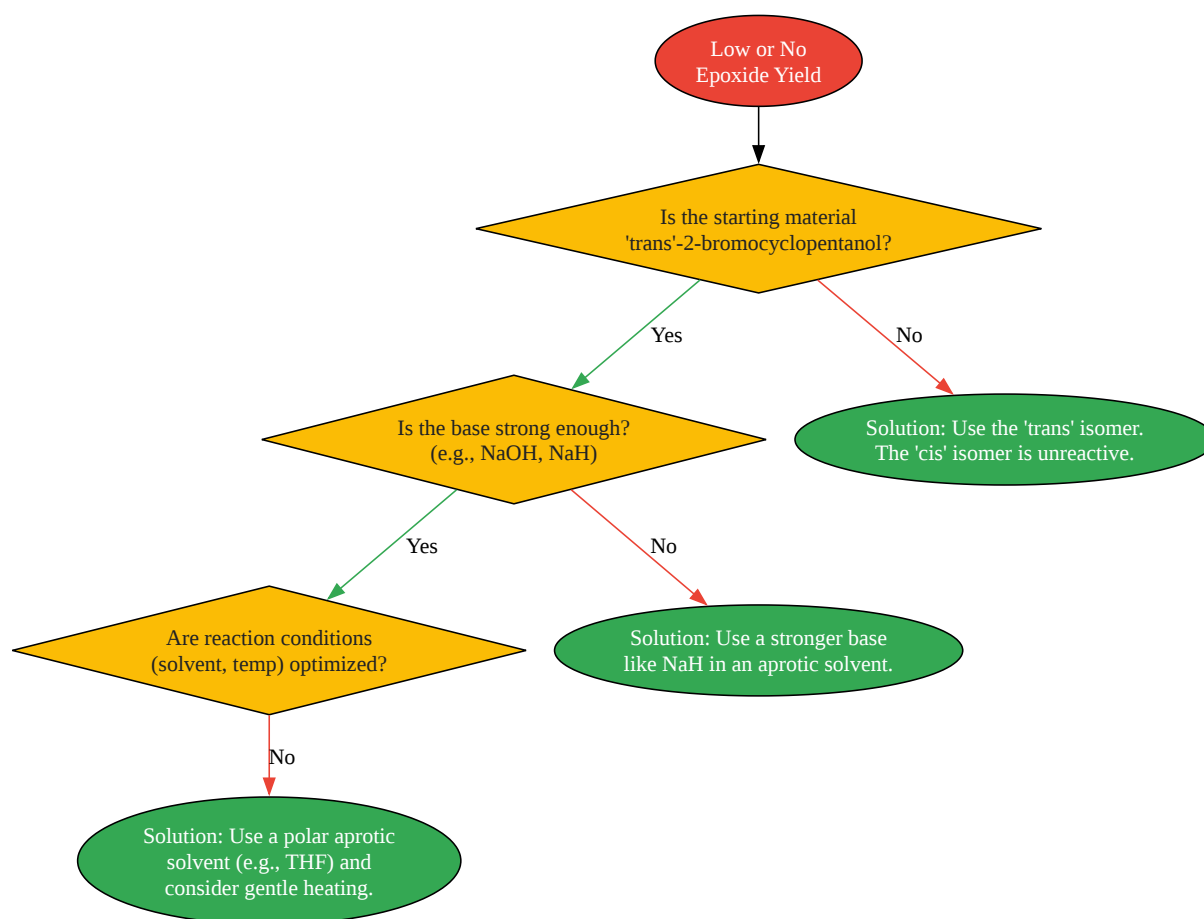 Low or No
Epoxide Yield
Is the starting material
'trans'-2-bromocyclopentanol?
Yes
No
Is the base strong enough?
(e.g., NaOH, NaH)
Solution: Use the 'trans' isomer.
The 'cis' isomer is unreactive.
Yes
No
Are reaction conditions
(solvent, temp) optimized?
Solution: Use a stronger base
like NaH in an aprotic solvent.
No
Solution: Use a polar aprotic
solvent (e.g., THF) and
consider gentle heating.